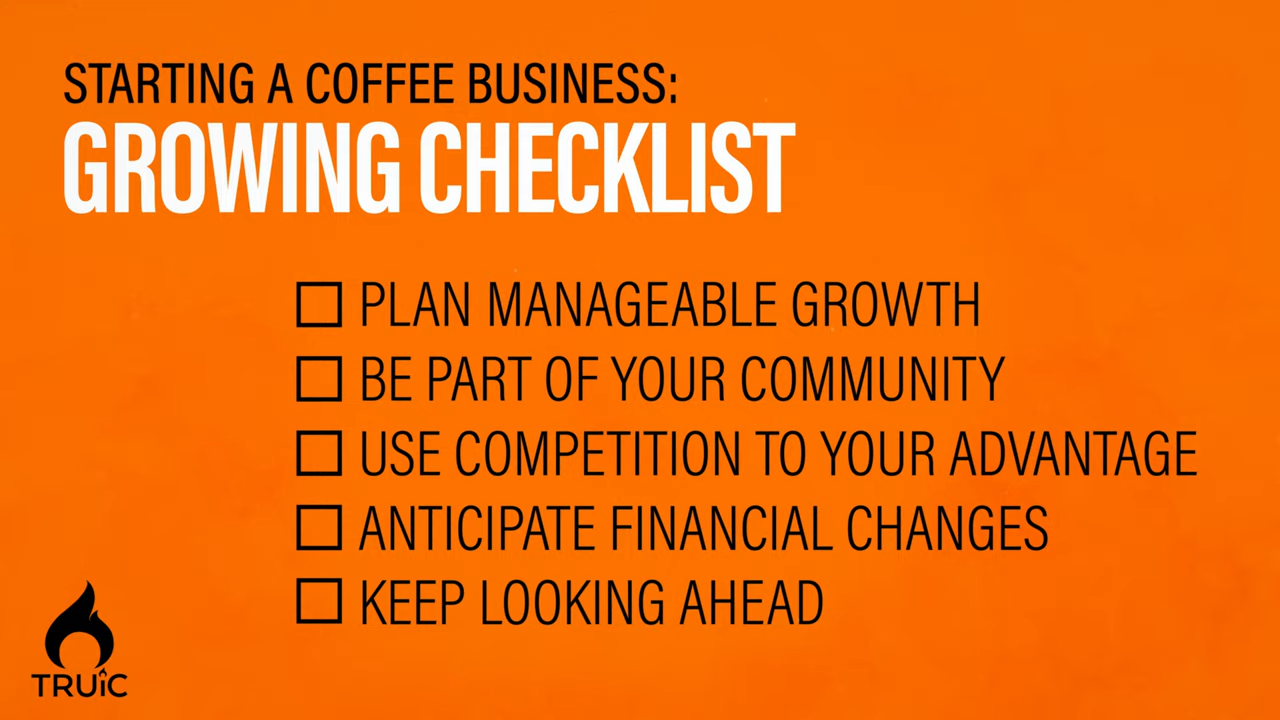 STARTING A COFFEE BUSINESS:
GROWING CHECKLIST
PLAN MANAGEABLE GROWTH
BE PART OF YOUR COMMUNITY
USE COMPETITION TO YOUR ADVANTAGE
ANTICIPATE FINANCIAL CHANGES
KEEP LOOKING AHEAD
TRUiC